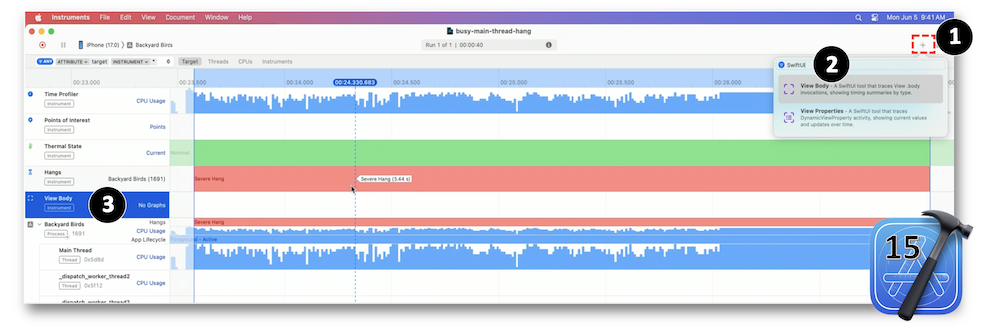 Instruments File Edit View Document Window Help
Mon Jun 5 9:41 AM
1
busy-main-thread-hang
iPhone (17.0) Backyard Birds
Run 1 of 1 | 00:00:40
+
2
ANY ATTRIBUTE target INSTRUMENT
Target Threads CPUs Instruments
SwiftUI
00:23.000
00:24.000
00:24.330.683
00:24.500
00:25.000
00:25.500
00:26.000
View Body - A SwiftUI tool that traces View .body
invocations, showing timing summaries by type.
View Properties - A SwiftUI tool that traces
DynamicViewProperty activity, showing current values
and updates over time.
Time Profiler
Instrument
CPU Usage
Points of Interest
Instrument
Points
Thermal State
Instrument
Current
Nominal
Hangs
Instrument
Backyard Birds (1691)
Severe Hang
Severe Hang (3.44 s)
View Body
Instrument
3
No Graphs
Backyard Birds
Process 1691
Hangs
CPU Usage
App Lifecycle
Severe Hang
Foreground - Active
Main Thread
Thread 0x5d8d
CPU Usage
_dispatch_worker_thread2
Thread 0x5f12
CPU Usage
_dispatch_worker_thread2
15